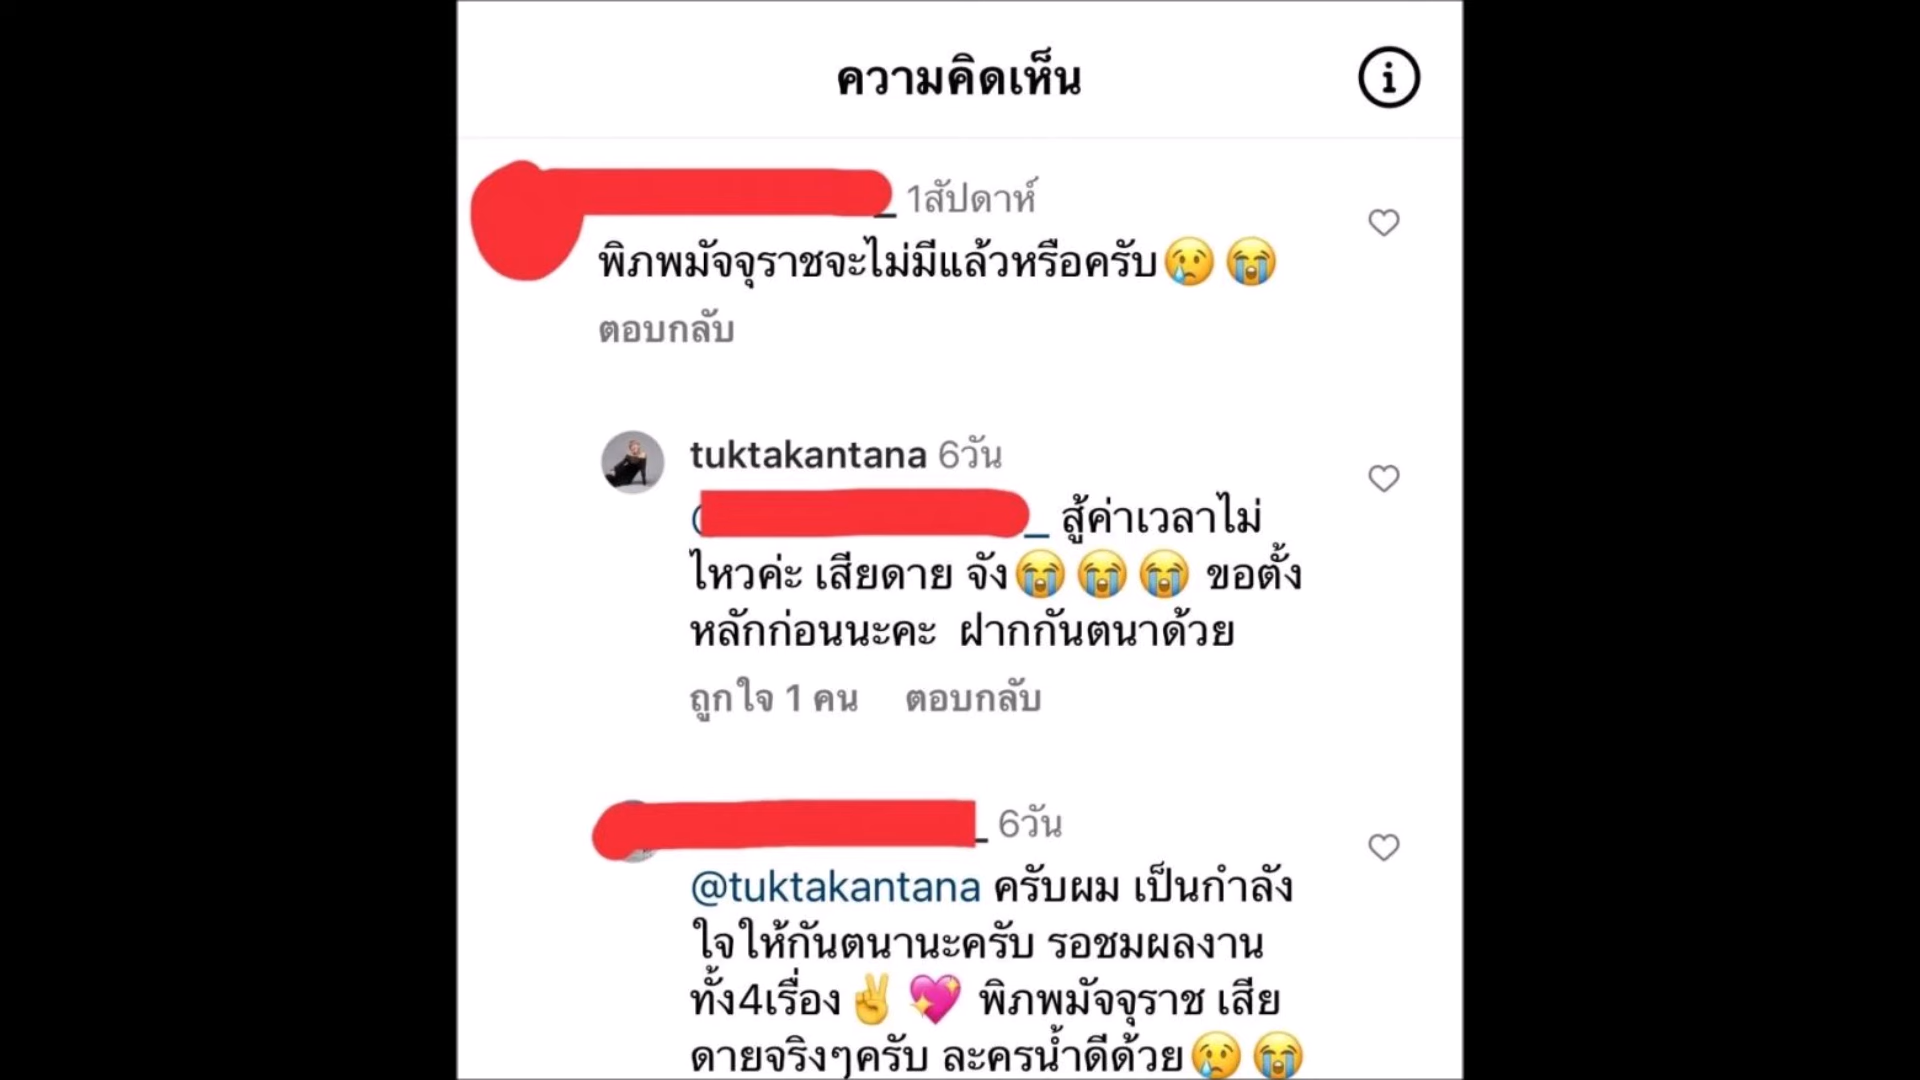 ความคิดเห็น
1สัปดาห์
พิภพมัจจุราชจะไม่มีแล้วหรือครับ😢😭
ตอบกลับ
tuktakantana 6วัน
สู้ค่าเวลาไม่
ไหวค่ะ เสียดาย จัง😭😭😭 ขอตั้ง
หลักก่อนนะคะ ฝากกันตนาด้วย
ถูกใจ 1 คน ตอบกลับ
6วัน
@tuktakantana ครับผม เป็นกำลัง
ใจให้กันตนานะครับ รอชมผลงาน
ทั้ง4เรื่อง✌️💖 พิภพมัจจุราช เสีย
ดายจริงๆครับ ละครน้ำดีด้วย😢😭